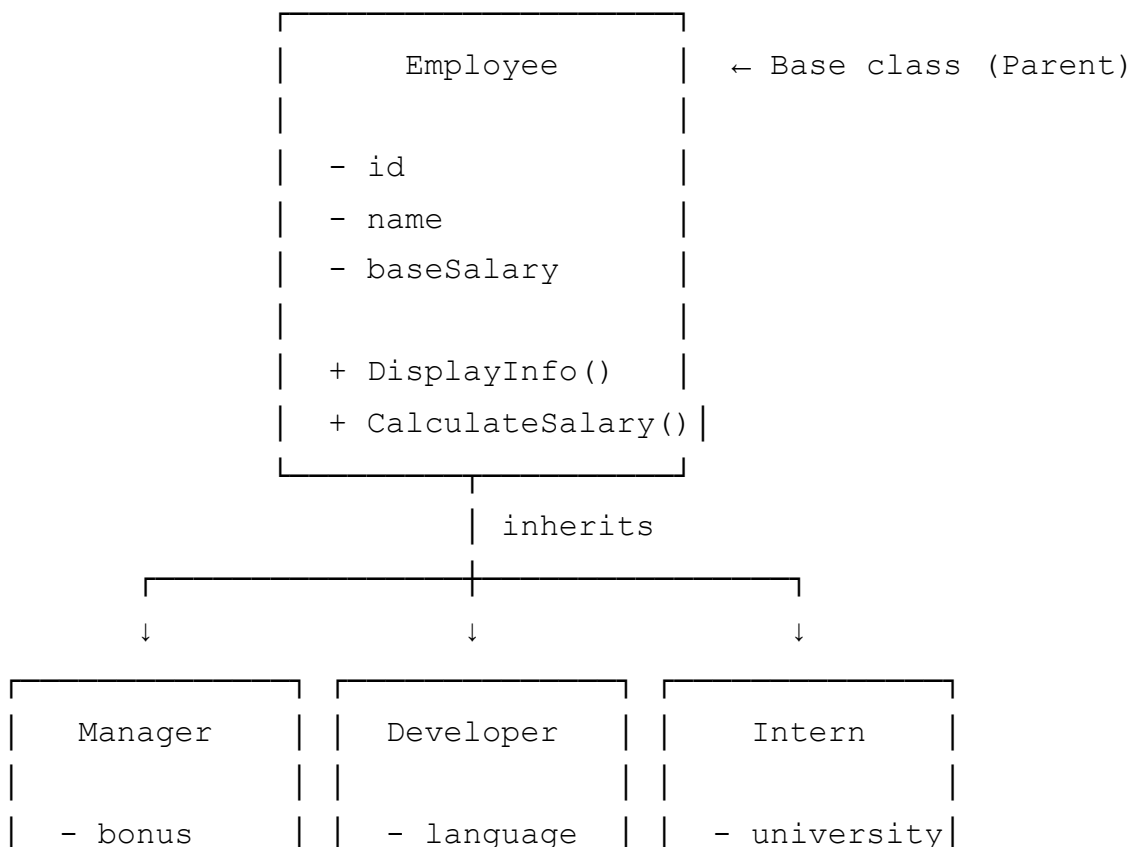 Employee ← Base class (Parent)
- id
- name
- baseSalary
+ DisplayInfo()
+ CalculateSalary()
inherits
↓ ↓ ↓
Manager Developer Intern
- bonus - language - university